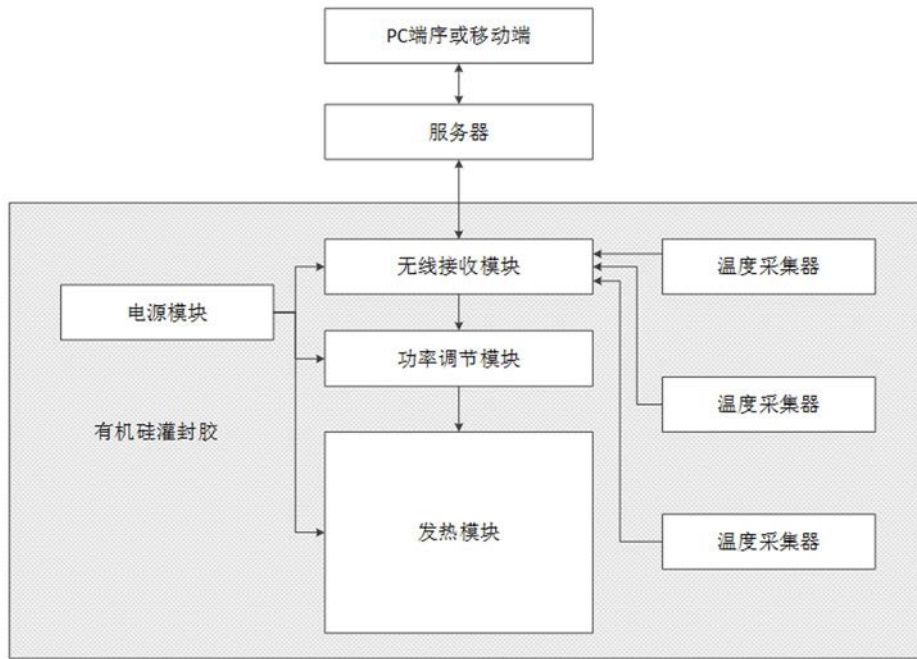 PC端序或移动端
服务器
无线接收模块
温度采集器
电源模块
功率调节模块
温度采集器
有机硅灌封胶
发热模块
温度采集器